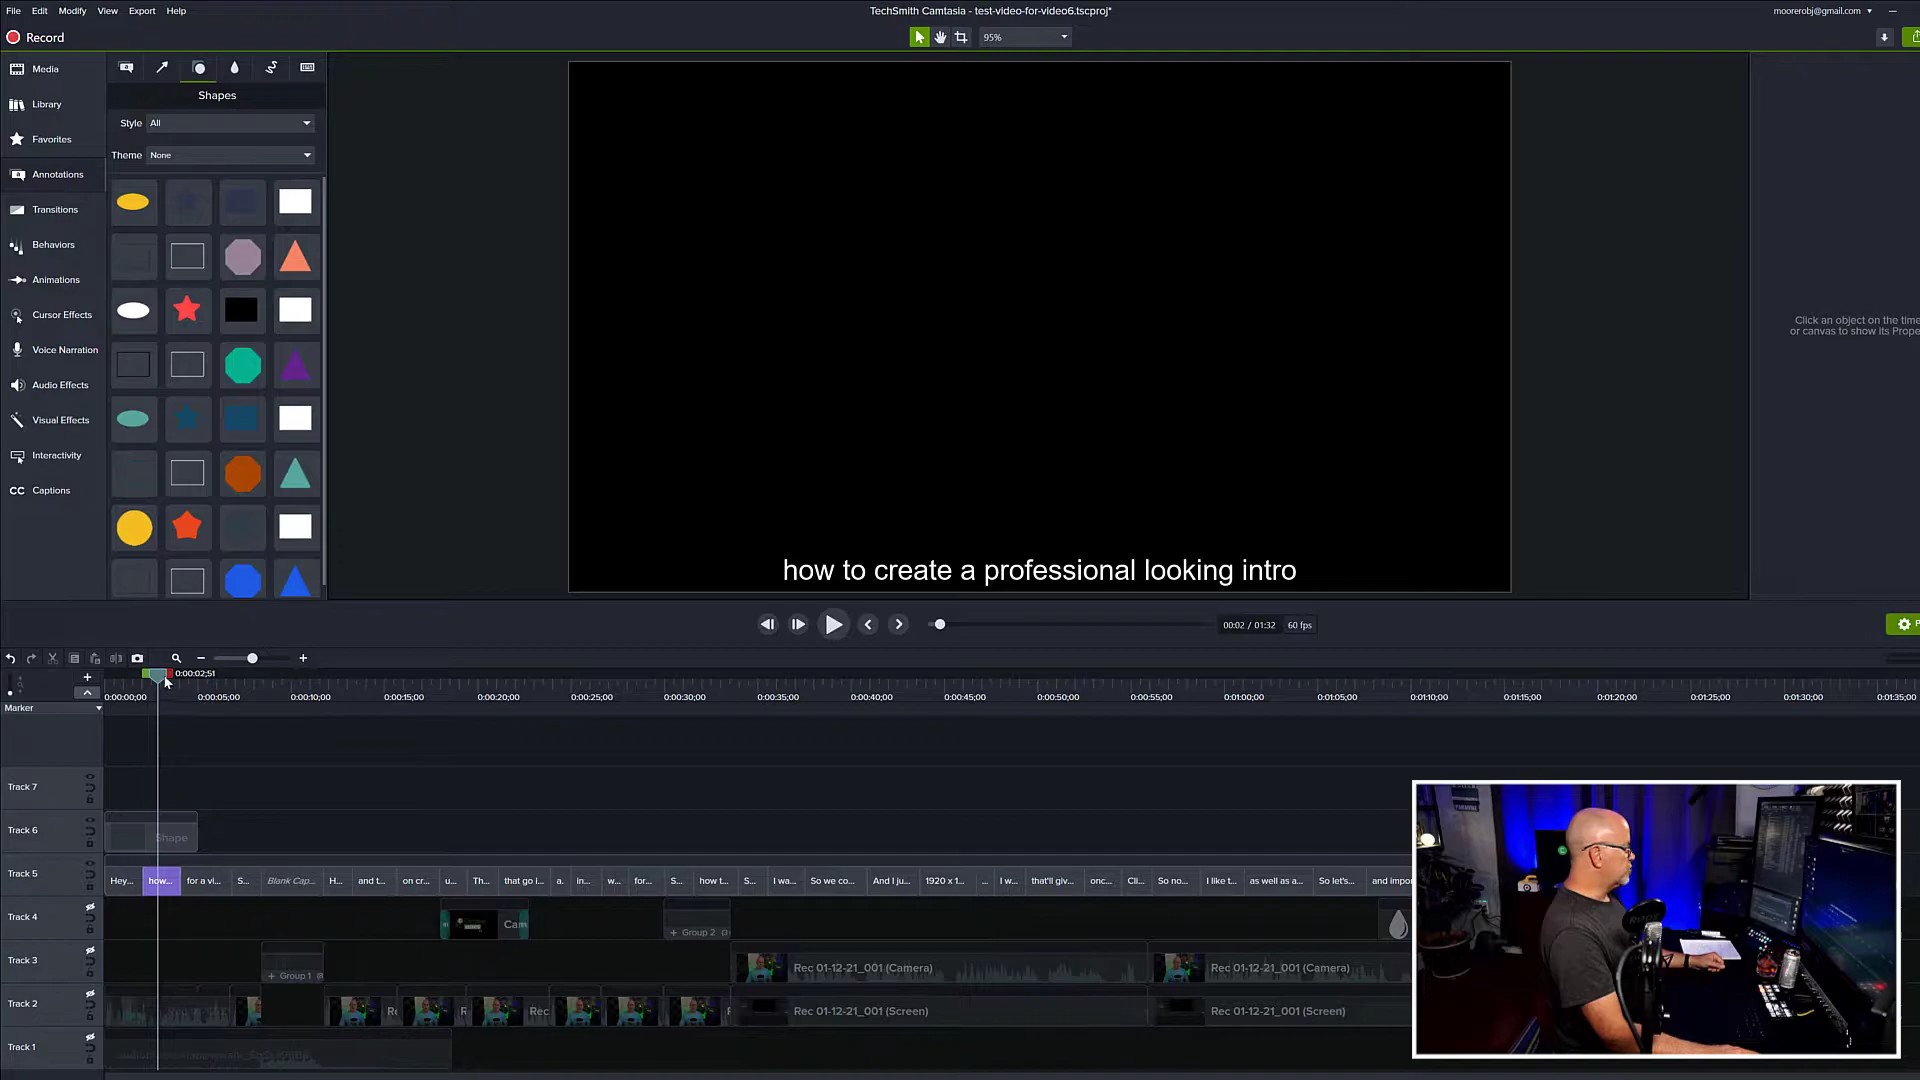 File Edit Modify View Export Help
TechSmith Camtasia - test-video-for-video6.tscproj*
moorerobj@gmail.com
Record
95%
Media
Library
Favorites
Annotations
Transitions
Behaviors
Animations
Cursor Effects
Voice Narration
Audio Effects
Visual Effects
Interactivity
CC Captions
Shapes
Style All
Theme None
Click an object on the time
or canvas to show its Prope
how to create a professional looking intro
00:02 / 01:32 60 fps
P
0:00:02;51
0:00:00;00 0:00:05;00 0:00:10;00 0:00:15;00 0:00:20;00 0:00:25;00 0:00:30;00 0:00:35;00 0:00:40;00 0:00:45;00 0:00:50;00 0:00:55;00 0:01:00;00 0:01:05;00 0:01:10;00 0:01:15;00 0:01:20;00 0:01:25;00 0:01:30;00 0:01:35;00
Marker
Track 7
Track 6
Shape
Track 5
Hey... how... for a vi... S... Blank Cap... H... and t... on cr... u... Th... that go i... a. in... w... for... S... how t... S... I wa... So we co... And I ju... 1920 x 1... ... I w... that'll giv... onc... Cli... So no... I like t... as well as a... So let's... and impor
Track 4
Cam
+ Group 2
Track 3
+ Group 1
Rec 01-12-21_001 (Camera)
Rec 01-12-21_001 (Camera)
Track 2
Rec
Rec 01-12-21_001 (Screen)
Rec 01-12-21_001 (Screen)
Track 1